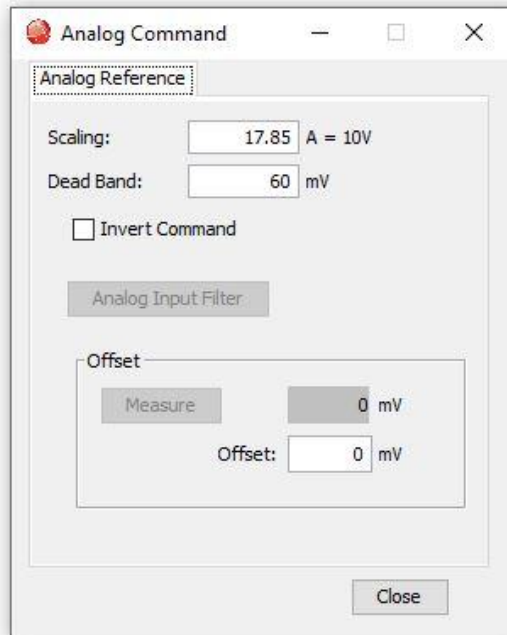 Analog Command
Analog Reference
Scaling: 17.85 A = 10V
Dead Band: 60 mV
Invert Command
Analog Input Filter
Offset
Measure 0 mV
Offset: 0 mV
Close